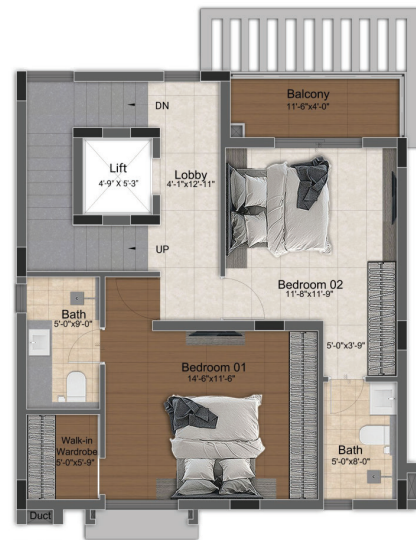 DN
Balcony
11'-6"x4'-0"
Lift
4'-9" X 5'-3"
Lobby
4'-1"x12'-11"
UP
Bedroom 02
11'-8"x11'-9"
Bath
5'-0"x9'-0"
5'-0"x3'-9"
Bedroom 01
14'-6"x11'-6"
Walk-in
Wardrobe
5'-0"x5'-9"
Bath
5'-0"x8'-0"
Duct